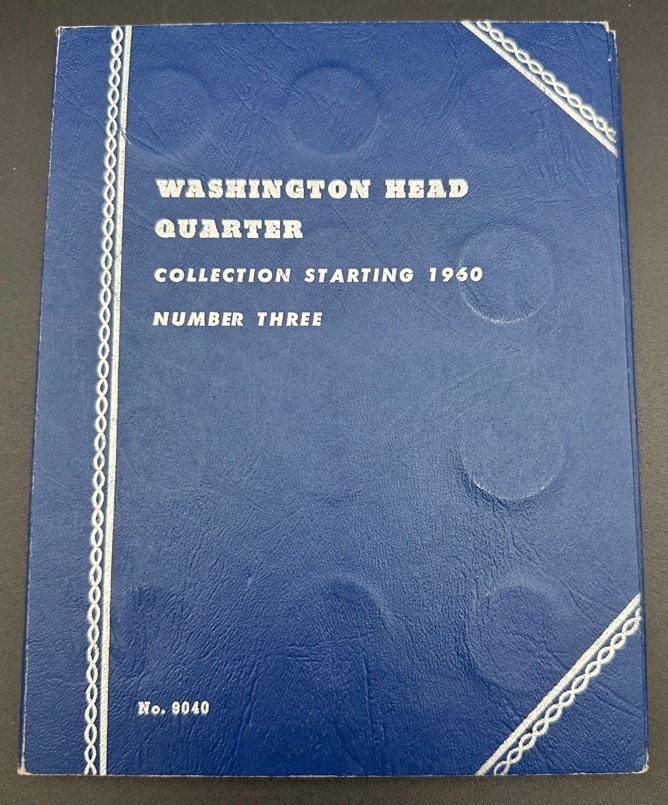 WASHINGTON HEAD
QUARTER
COLLECTION STARTING 1960
NUMBER THREE
No. 9040